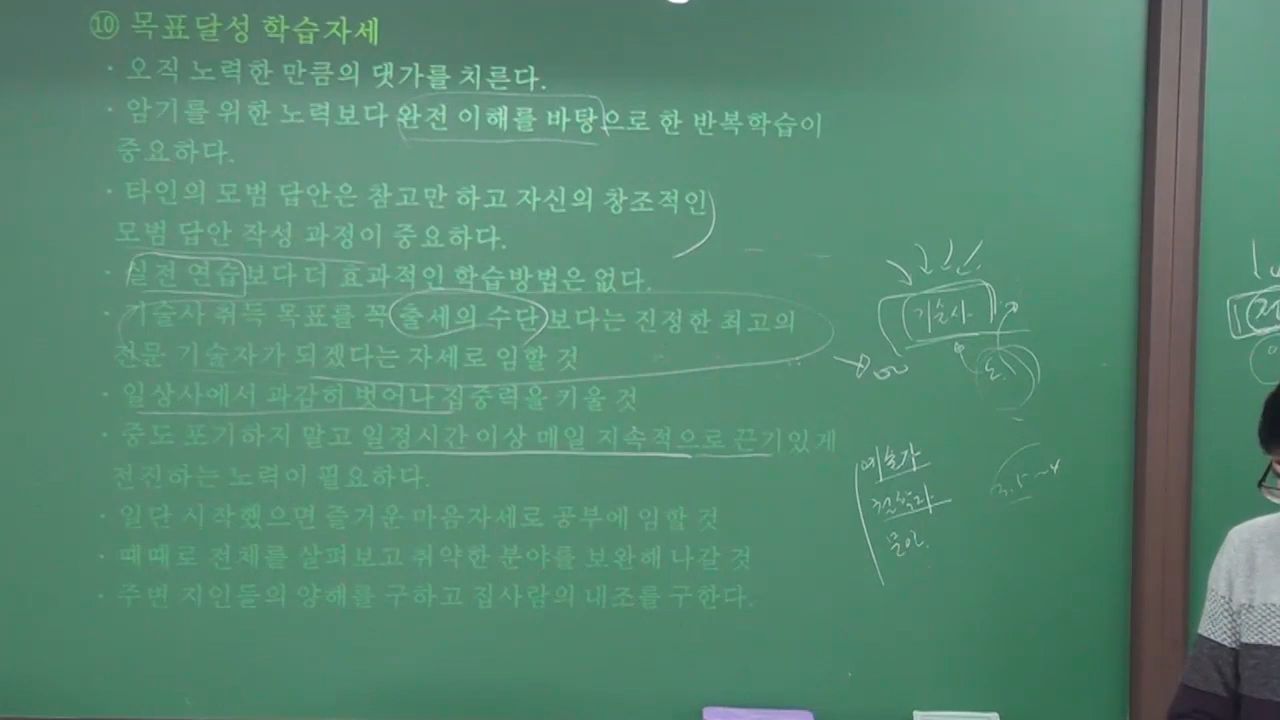 ⑩ 목표달성 학습자세
· 오직 노력한 만큼의 댓가를 치른다.
· 암기를 위한 노력보다 완전 이해를 바탕으로 한 반복학습이
중요하다.
· 타인의 모범 답안은 참고만 하고 자신의 창조적인
모범 답안 작성 과정이 중요하다.
· 실전 연습보다 더 효과적인 학습방법은 없다.
· 기술사 취득 목표를 꼭 출세의 수단보다는 진정한 최고의
전문 기술자가 되겠다는 자세로 임할 것
· 일상사에서 과감히 벗어나 집중력을 키울 것
· 중도 포기하지 말고 일정시간 이상 매일 지속적으로 끈기있게
전진하는 노력이 필요하다.
· 일단 시작했으면 즐거운 마음자세로 공부에 임할 것
· 때때로 전체를 살펴보고 취약한 분야를 보완해 나갈 것
· 주변 지인들의 양해를 구하고 집사람의 내조를 구한다.
기술사
예술가
철학자